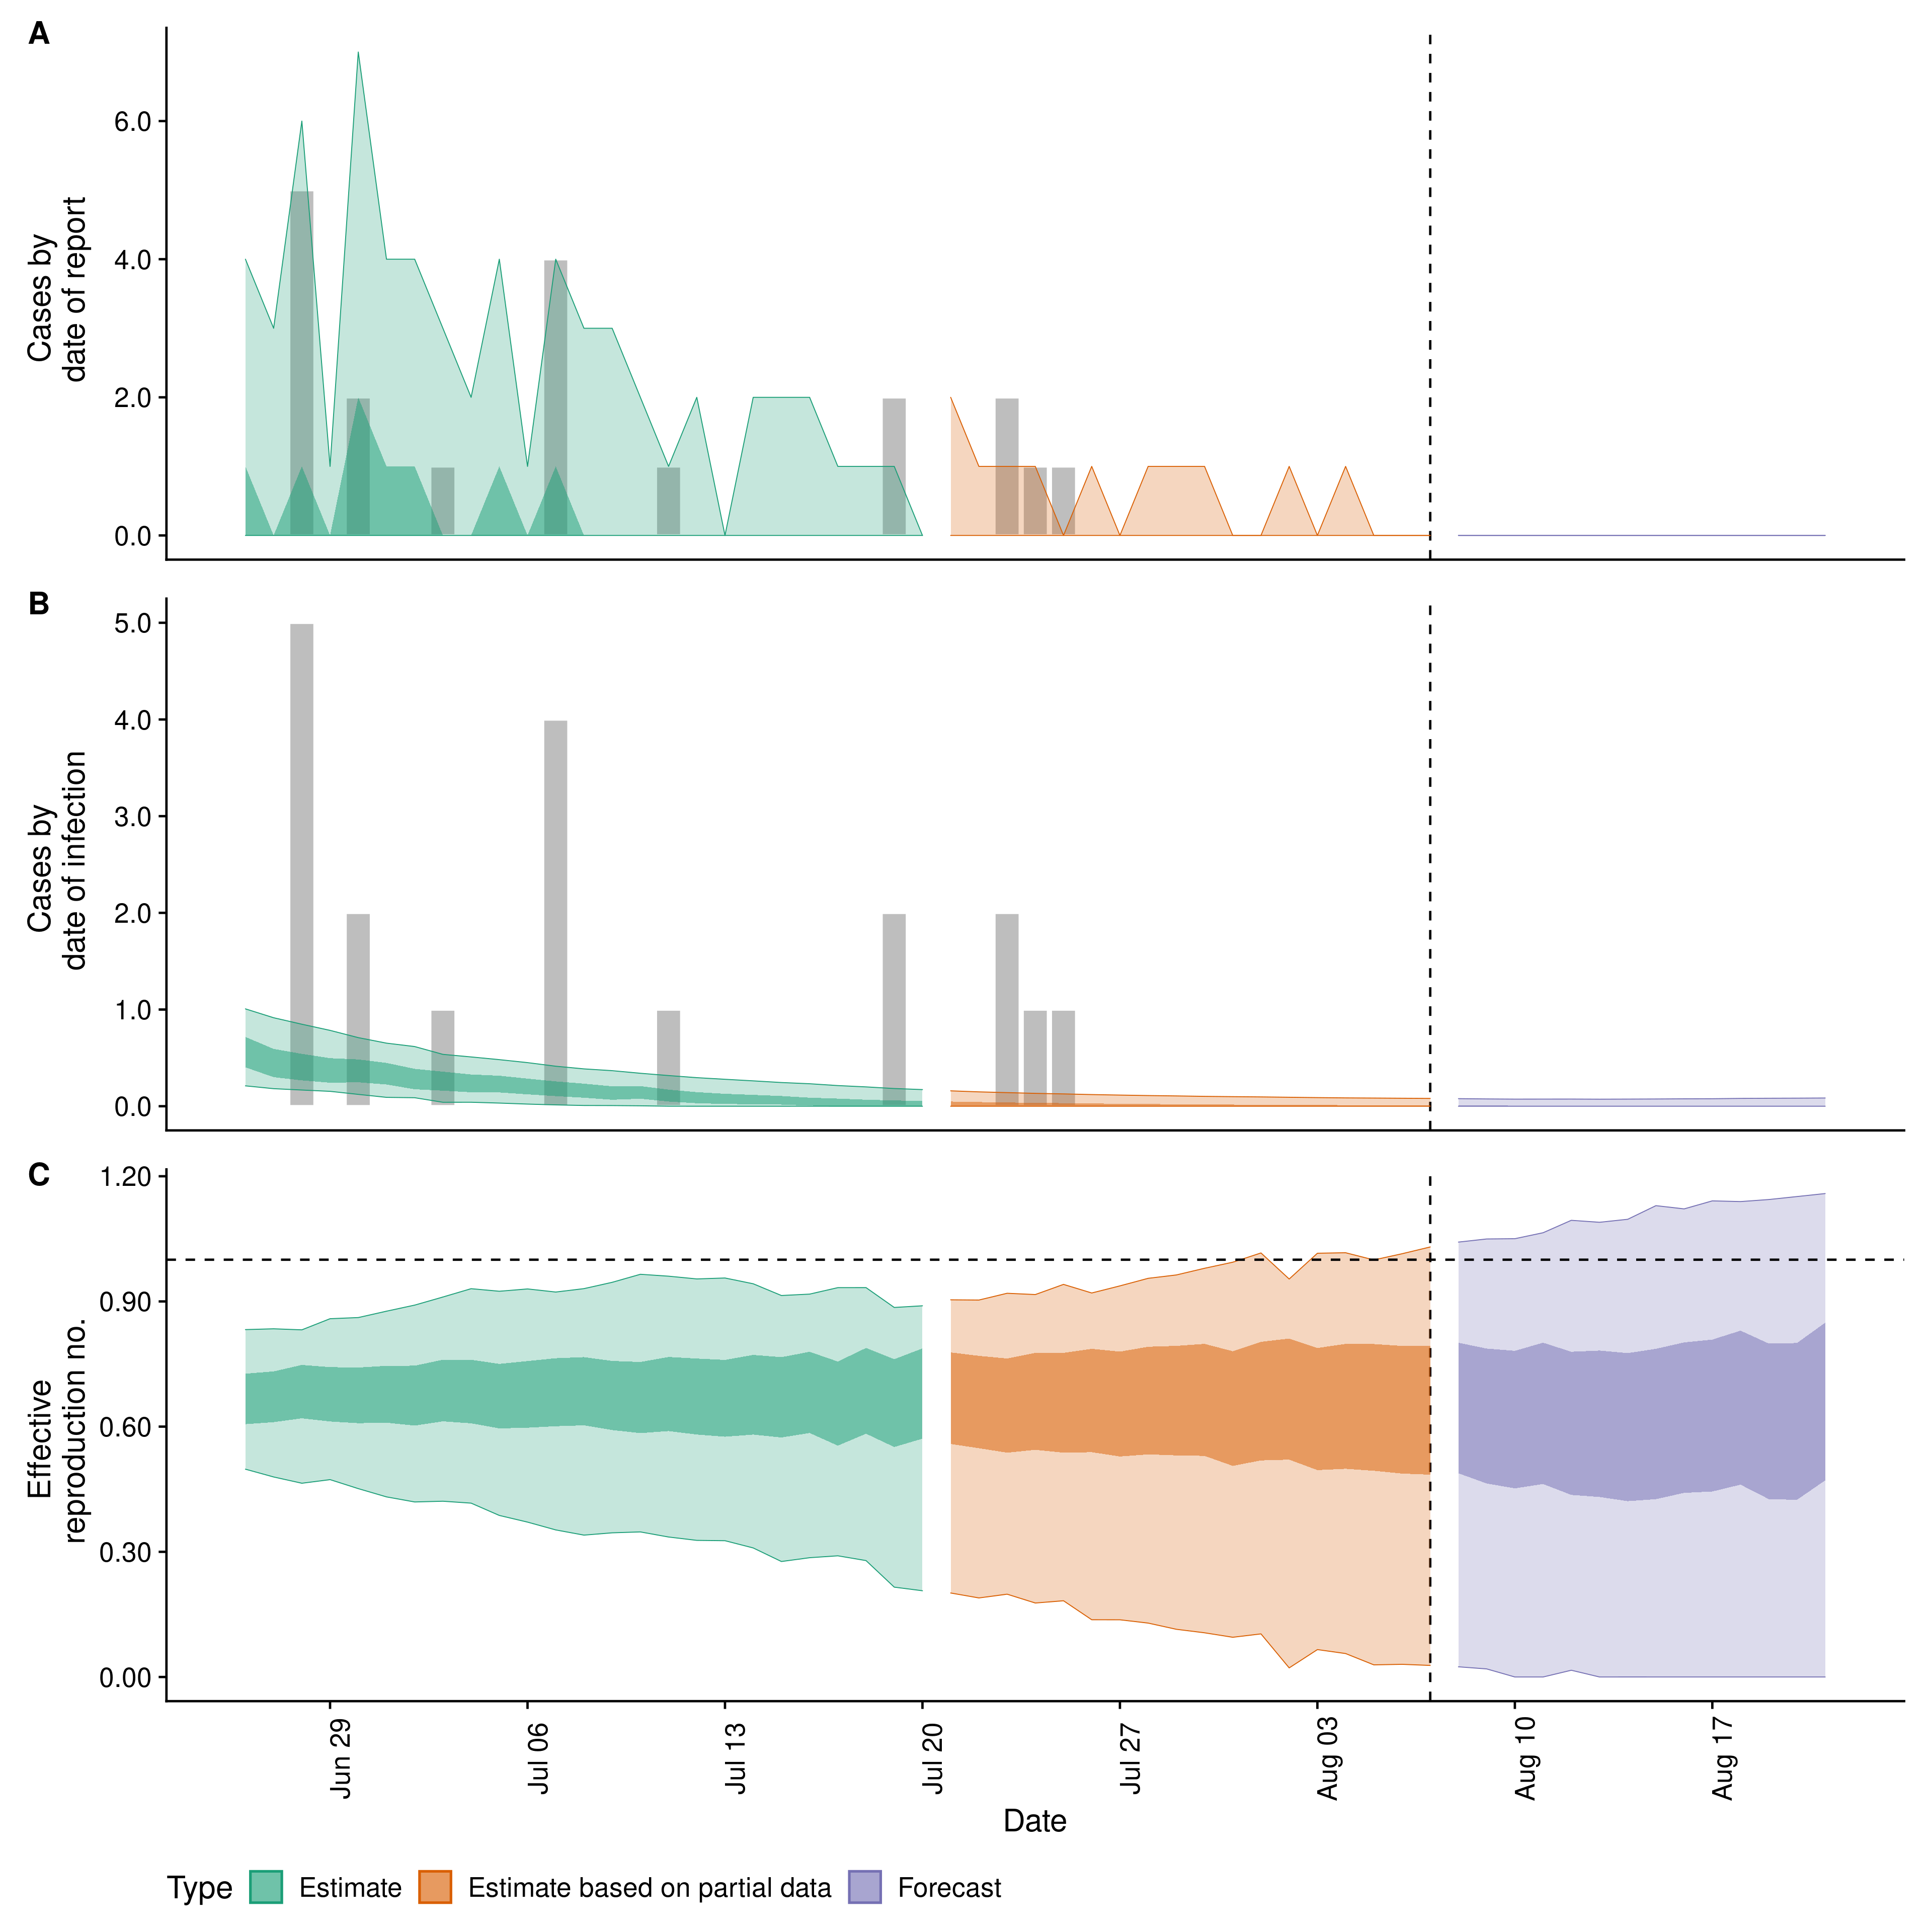 A
6.0
4.0
2.0
0.0
Cases by
date of report
B
5.0
4.0
3.0
2.0
1.0
0.0
Cases by
date of infection
C
1.20
0.90
0.60
0.30
0.00
Effective
reproduction no.
Jun 29
Jul 06
Jul 13
Jul 20
Jul 27
Aug 03
Aug 10
Aug 17
Date
Type Estimate Estimate based on partial data Forecast